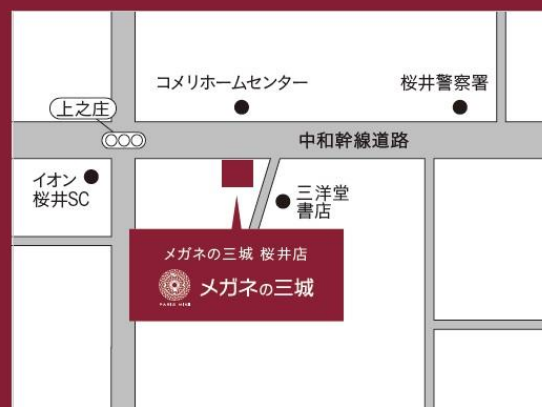 コメリホームセンター
桜井警察署
上之庄
中和幹線道路
イオン
桜井SC
三洋堂
書店
メガネの三城 桜井店
メガネの三城
PARIS MIKI